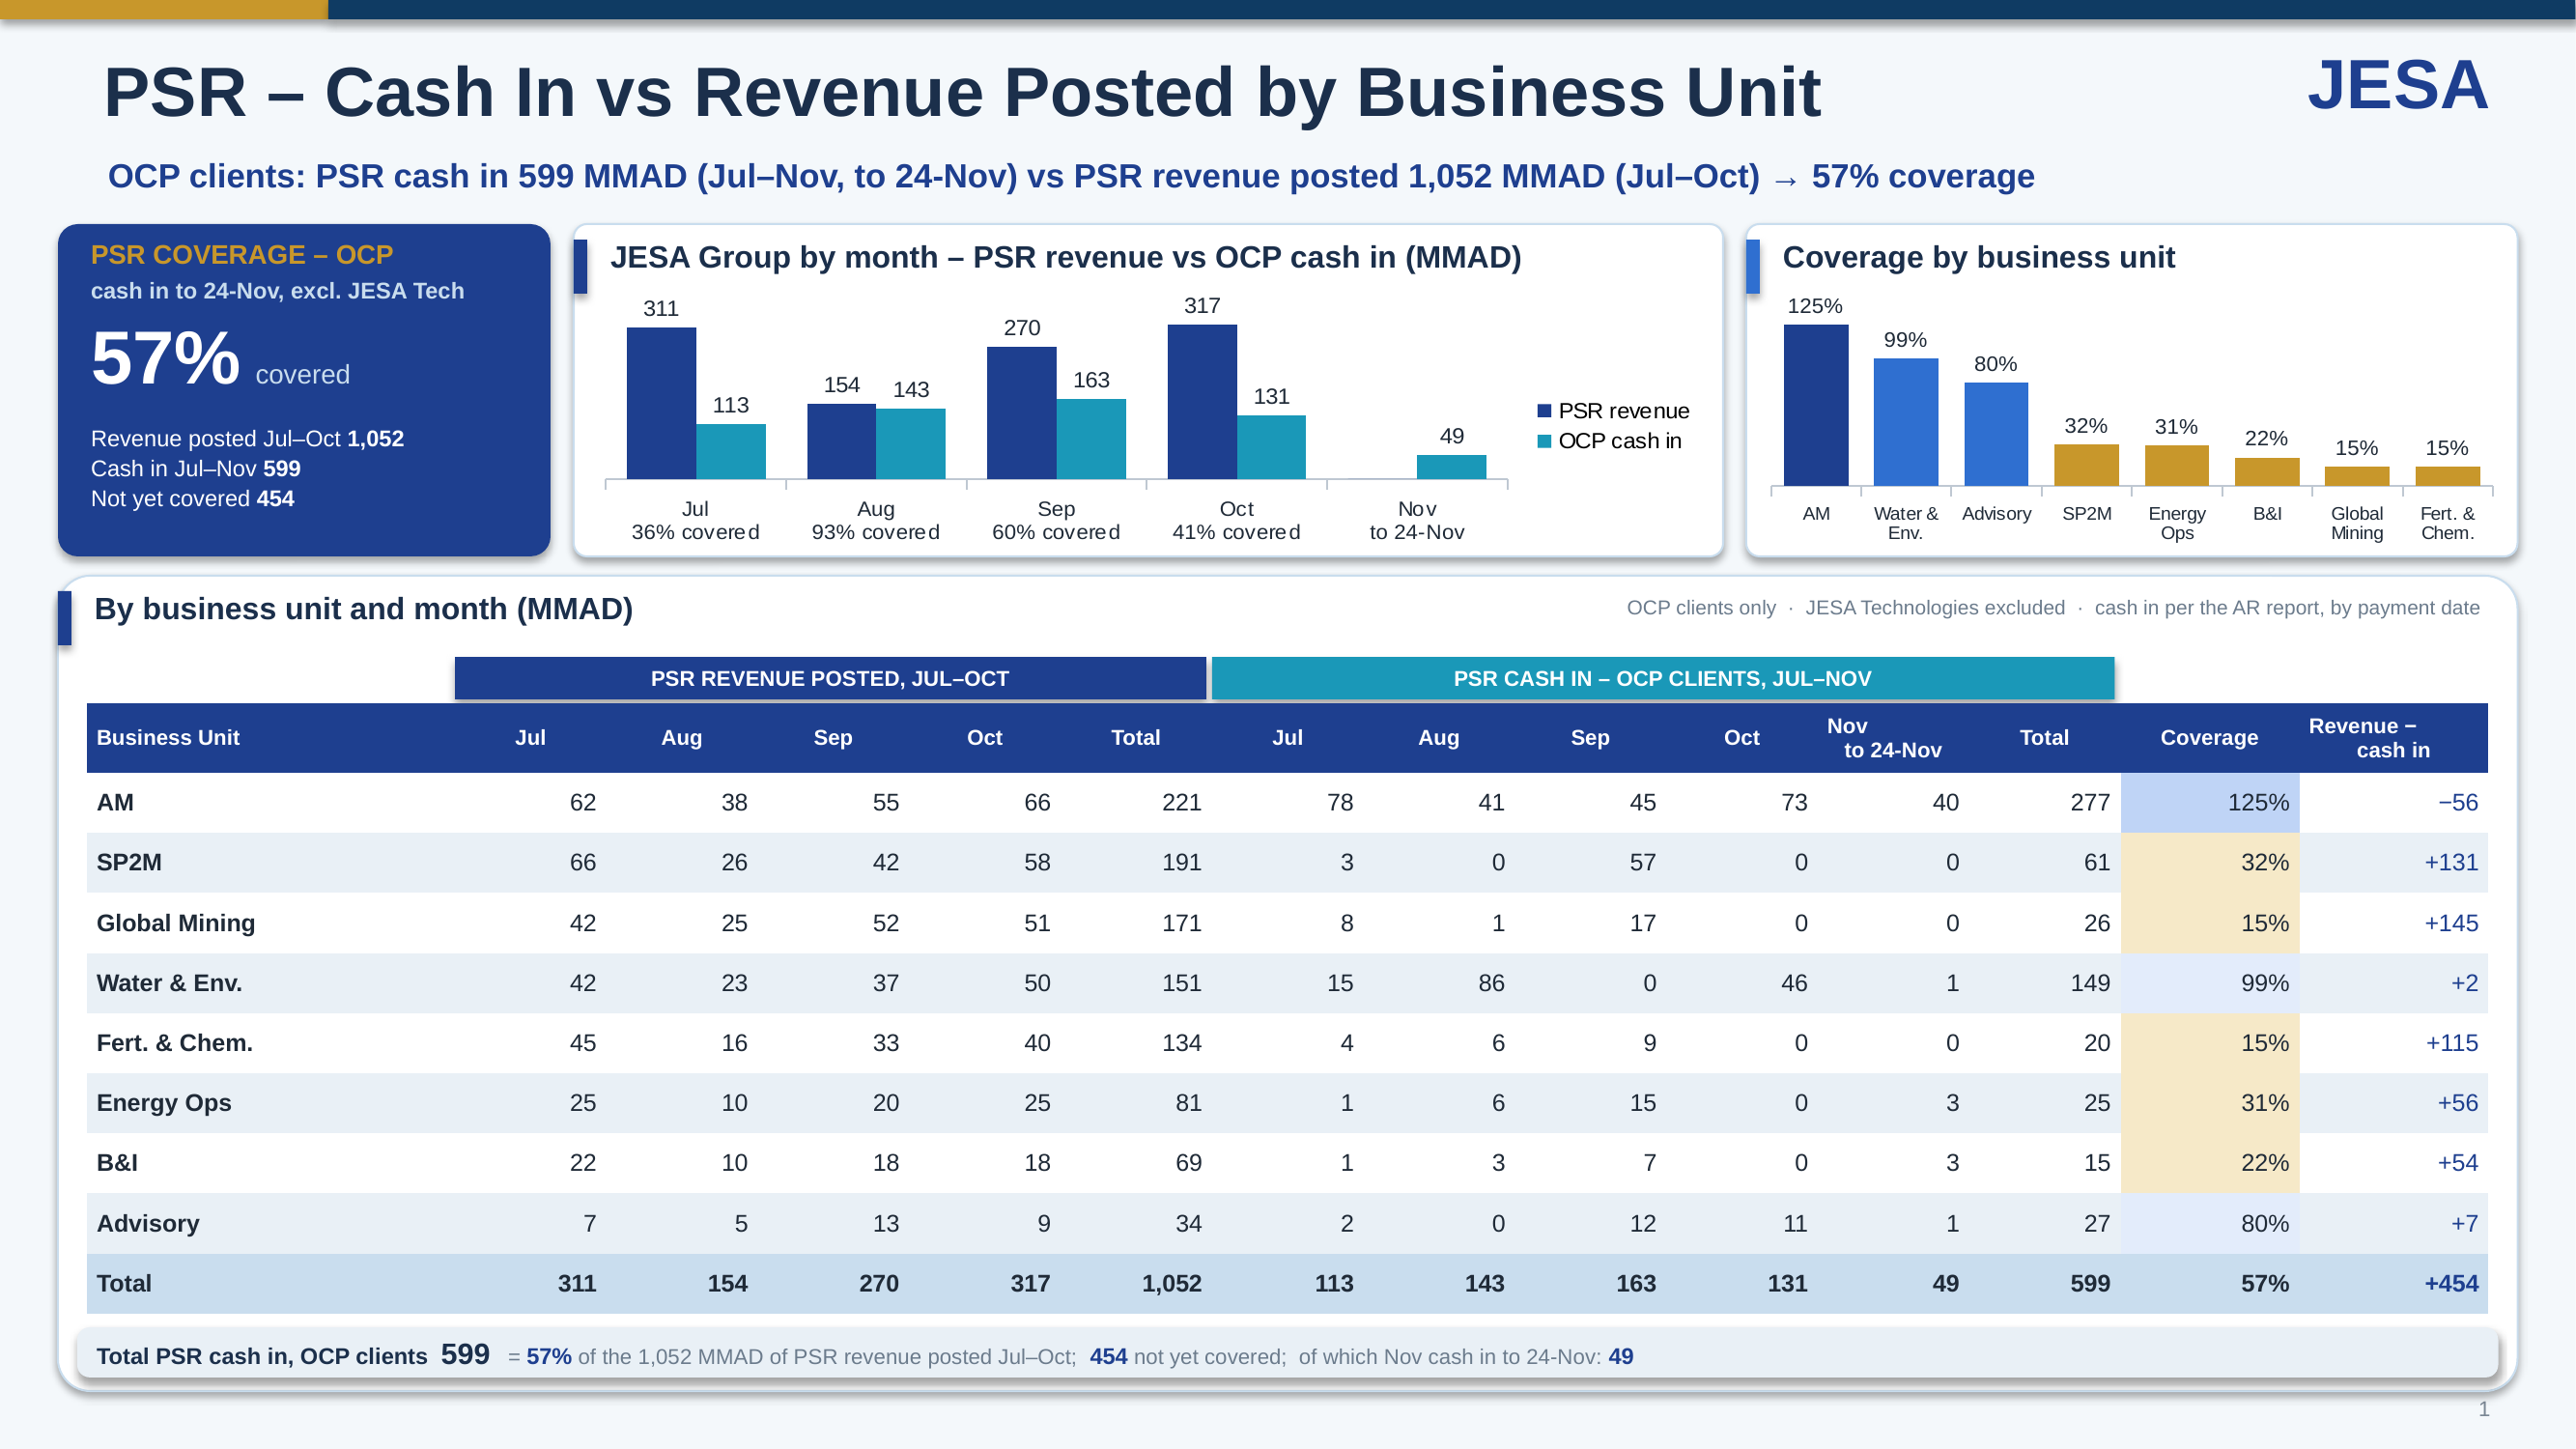 PSR – Cash In vs Revenue Posted by Business Unit
JESA
OCP clients: PSR cash in 599 MMAD (Jul–Nov, to 24-Nov) vs PSR revenue posted 1,052 MMAD (Jul–Oct) → 57% coverage
PSR COVERAGE – OCP
cash in to 24-Nov, excl. JESA Tech
57% covered
Revenue posted Jul–Oct 1,052
Cash in Jul–Nov 599
Not yet covered 454
JESA Group by month – PSR revenue vs OCP cash in (MMAD)
311 113 154 143 270 163 317 131 49
PSR revenue
OCP cash in
Jul Aug Sep Oct Nov
36% covered 93% covered 60% covered 41% covered to 24-Nov
Coverage by business unit
125% 99% 80% 32% 31% 22% 15% 15%
AM Water & Advisory SP2M Energy B&I Global Fert. &
Env. Ops Mining Chem.
By business unit and month (MMAD)
OCP clients only · JESA Technologies excluded · cash in per the AR report, by payment date
PSR REVENUE POSTED, JUL–OCT PSR CASH IN – OCP CLIENTS, JUL–NOV
Business Unit Jul Aug Sep Oct Total Jul Aug Sep Oct Nov to 24-Nov Total Coverage Revenue − cash in
AM 62 38 55 66 221 78 41 45 73 40 277 125% −56
SP2M 66 26 42 58 191 3 0 57 0 0 61 32% +131
Global Mining 42 25 52 51 171 8 1 17 0 0 26 15% +145
Water & Env. 42 23 37 50 151 15 86 0 46 1 149 99% +2
Fert. & Chem. 45 16 33 40 134 4 6 9 0 0 20 15% +115
Energy Ops 25 10 20 25 81 1 6 15 0 3 25 31% +56
B&I 22 10 18 18 69 1 3 7 0 3 15 22% +54
Advisory 7 5 13 9 34 2 0 12 11 1 27 80% +7
Total 311 154 270 317 1,052 113 143 163 131 49 599 57% +454
Total PSR cash in, OCP clients 599 = 57% of the 1,052 MMAD of PSR revenue posted Jul–Oct; 454 not yet covered; of which Nov cash in to 24-Nov: 49
1